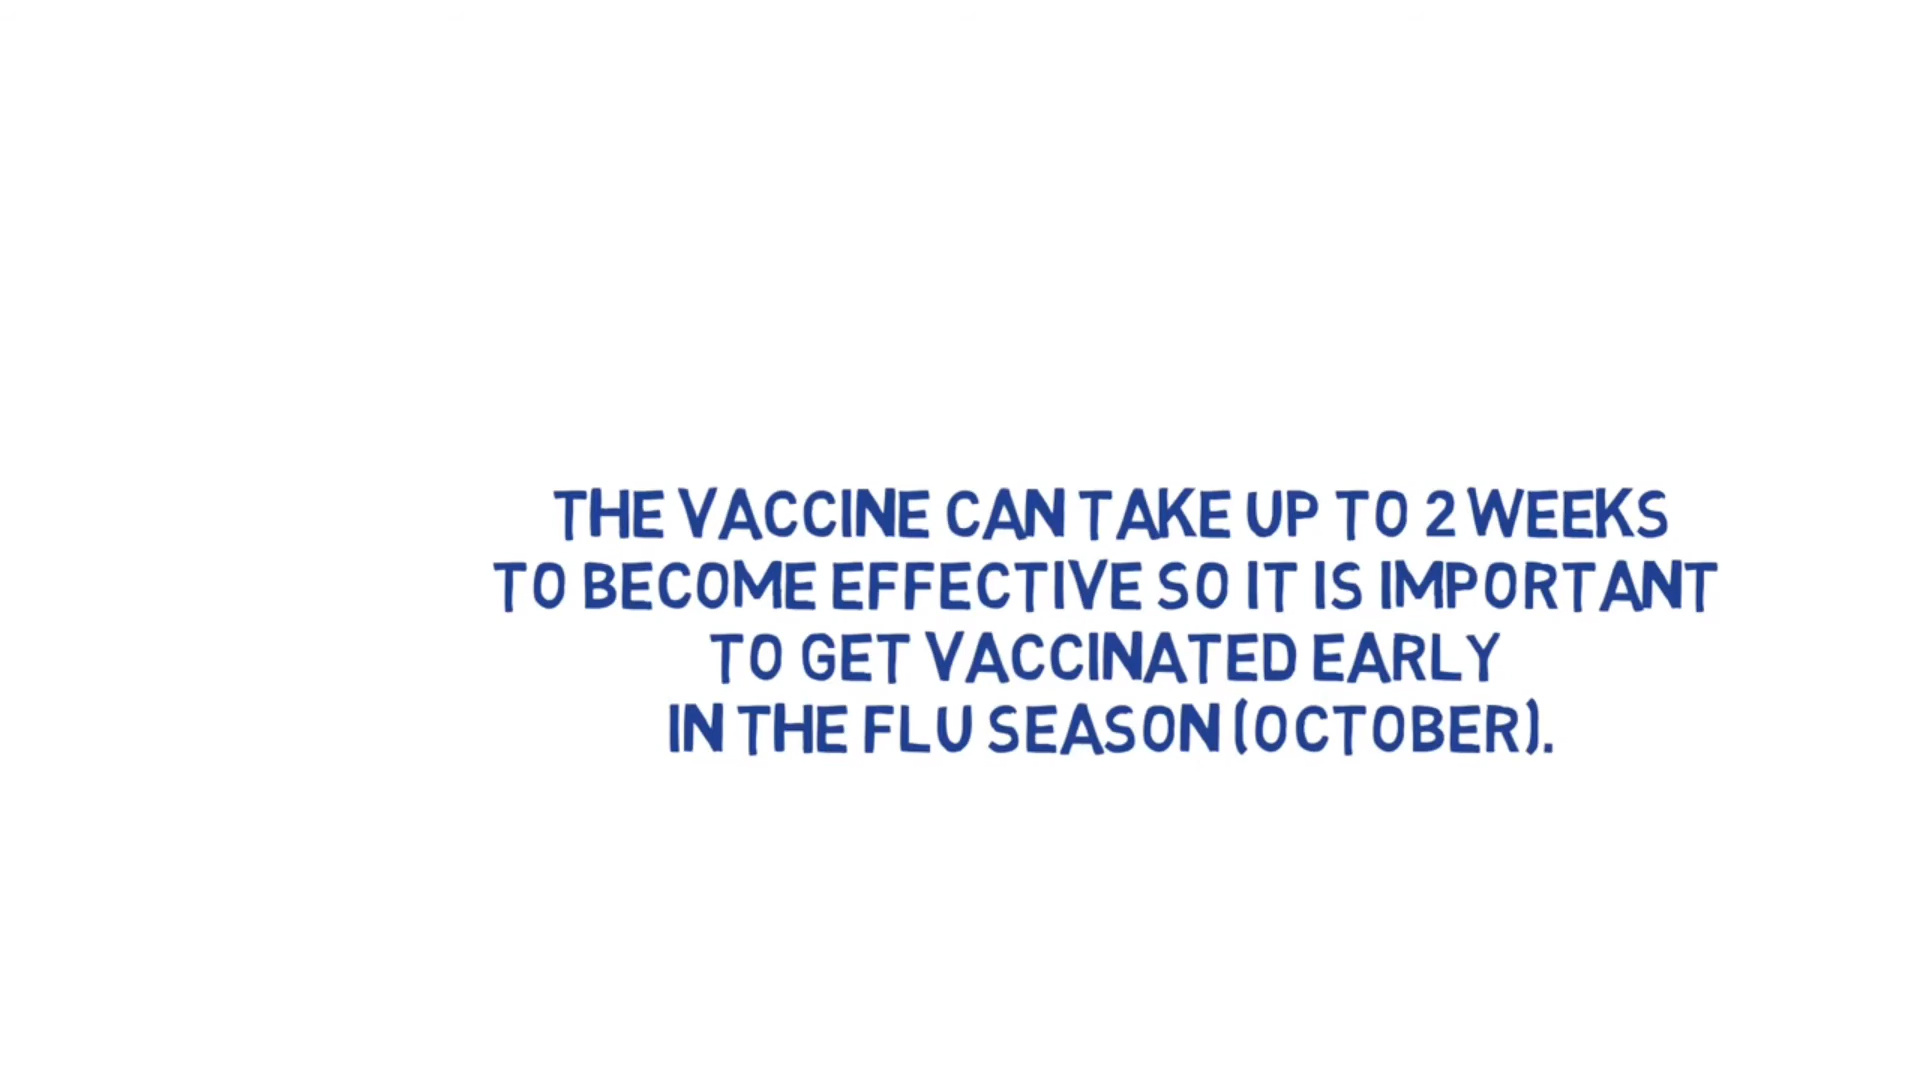 THE VACCINE CAN TAKE UP TO 2 WEEKS
TO BECOME EFFECTIVE SO IT IS IMPORTANT
TO GET VACCINATED EARLY
IN THE FLU SEASON (OCTOBER).